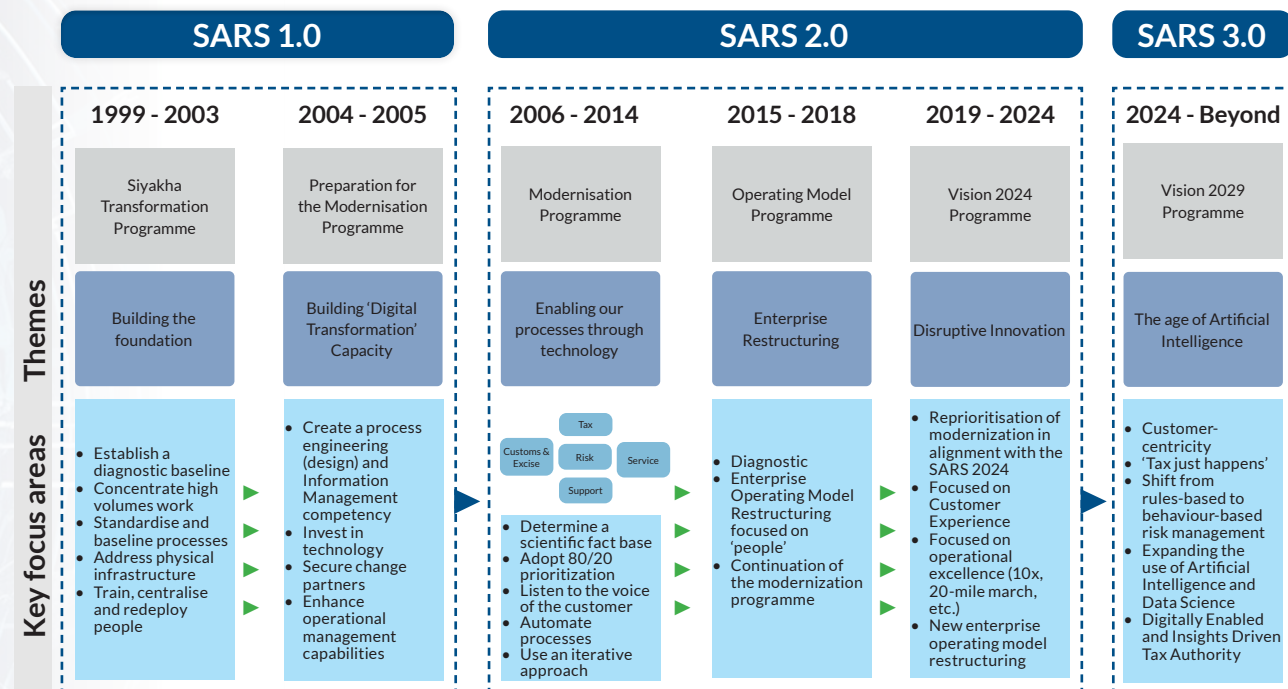 SARS 1.0
SARS 2.0
SARS 3.0
Themes
Key focus areas
1999 - 2003
Siyakha
Transformation
Programme
Building the
foundation
• Establish a
diagnostic baseline
• Concentrate high
volumes work
• Standardise and
baseline processes
• Address physical
infrastructure
• Train, centralise
and redeploy
people
2004 - 2005
Preparation for
the Modernisation
Programme
Building ‘Digital
Transformation’
Capacity
• Create a process
engineering
(design) and
Information
Management
competency
• Invest in
technology
• Secure change
partners
• Enhance
operational
management
capabilities
2006 - 2014
Modernisation
Programme
Enabling our
processes through
technology
Tax
Customs &
Excise
Risk
Service
Support
• Determine a
scientific fact base
• Adopt 80/20
prioritization
• Listen to the voice
of the customer
• Automate
processes
• Use an iterative
approach
2015 - 2018
Operating Model
Programme
Enterprise
Restructuring
• Diagnostic
• Enterprise
Operating Model
Restructuring
focused on
‘people’
• Continuation of
the modernization
programme
2019 - 2024
Vision 2024
Programme
Disruptive Innovation
• Reprioritisation of
modernization in
alignment with the
SARS 2024
• Focused on
Customer
Experience
• Focused on
operational
excellence (10x,
20-mile march,
etc.)
• New enterprise
operating model
restructuring
2024 - Beyond
Vision 2029
Programme
The age of Artificial
Intelligence
• Customer-
centricity
• ‘Tax just happens’
• Shift from
rules-based to
behaviour-based
risk management
• Expanding the
use of Artificial
Intelligence and
Data Science
• Digitally Enabled
and Insights Driven
Tax Authority